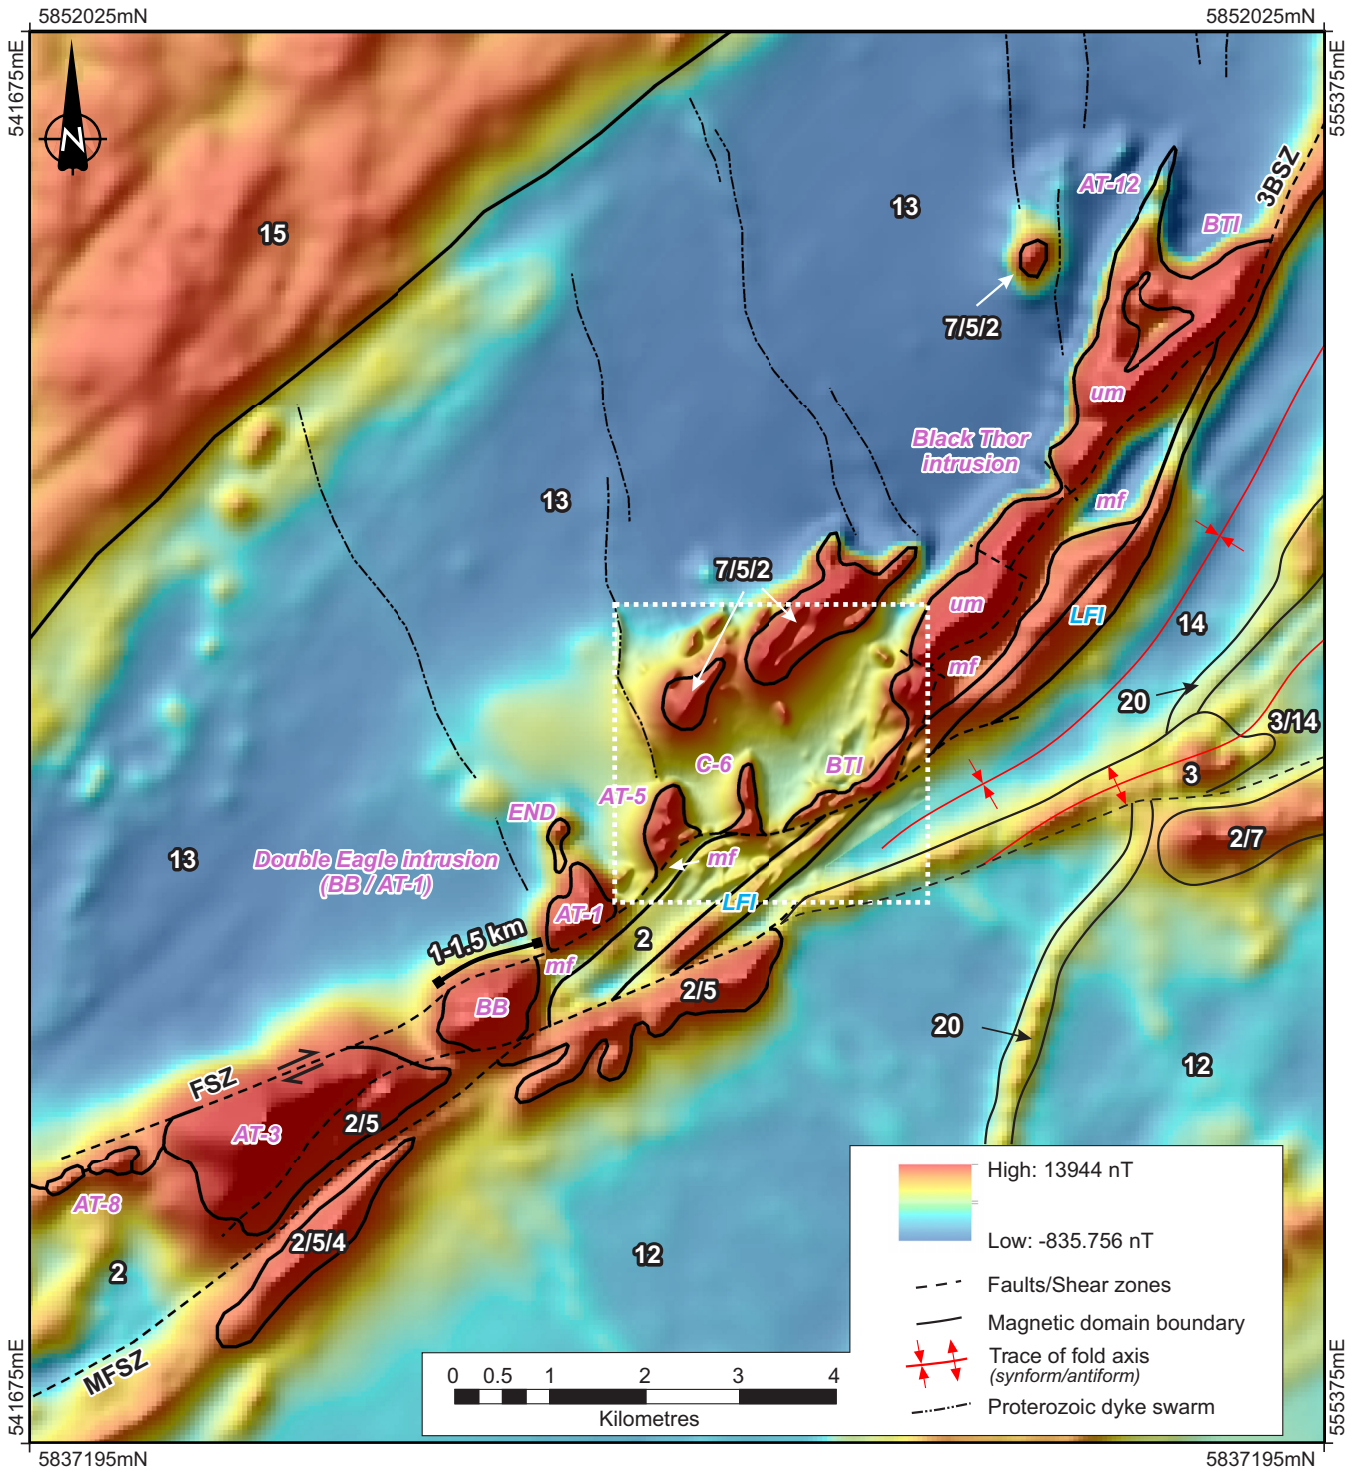 5852025mN
5852025mN
541675mE
555375mE
N
3BSZ
AT-12
13
BTI
15
7/5/2
um
Black Thor
intrusion
13
mf
7/5/2
um
LFI
14
mf
20
3/14
C-6
BTI
3
AT-5
END
2/7
mf
13
Double Eagle intrusion
(BB / AT-1)
LFI
AT-1
1-1.5 km
2
mf
2/5
BB
20
12
FSZ
2/5
AT-3
AT-8
2/5/4
2
12
MFSZ
High: 13944 nT
Low: -835.756 nT
Faults/Shear zones
Magnetic domain boundary
Trace of fold axis
(synform/antiform)
Proterozoic dyke swarm
0 0.5 1 2 3 4
Kilometres
541675mE
555375mE
5837195mN
5837195mN